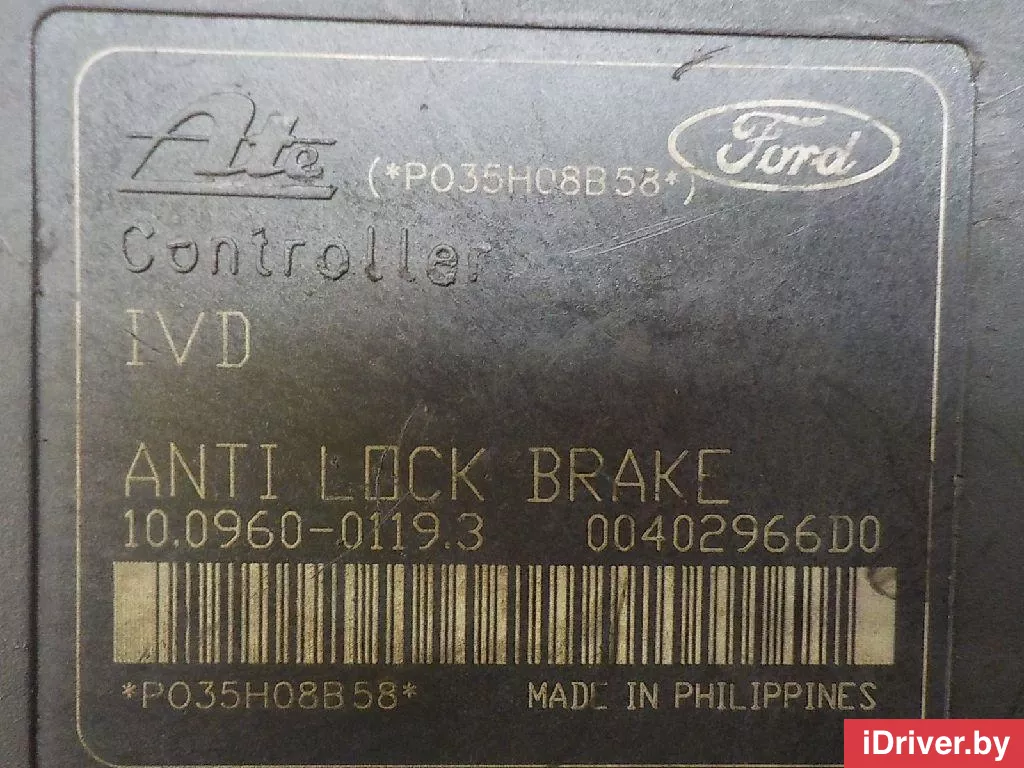 Ate
(*P035H08B58*)
Ford
Controller
IVD
ANTI LOCK BRAKE
10.0960-0119.3 00402966D0
*P035H08B58* MADE IN PHILIPPINES
iDriver.by